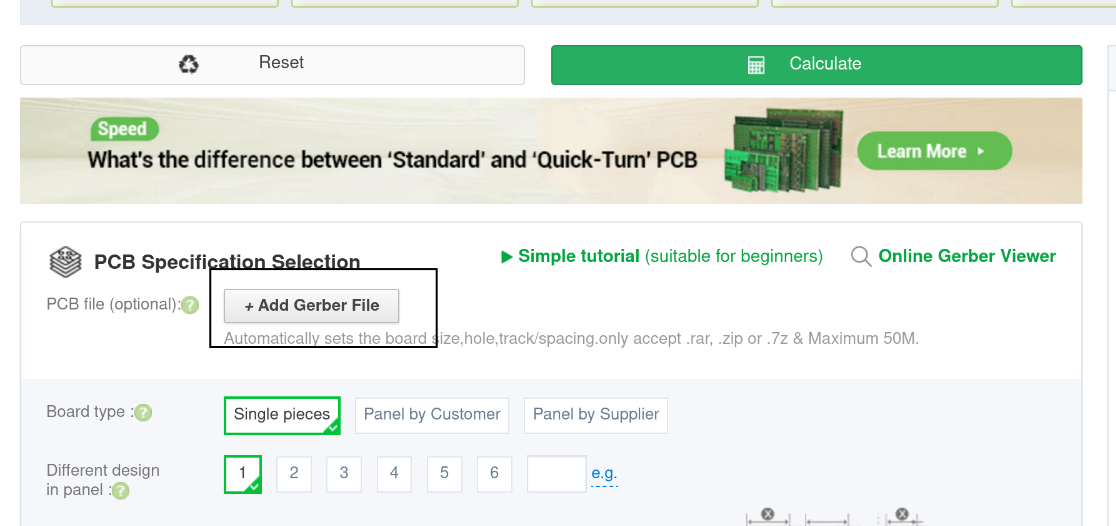 Reset
Calculate
Speed
What's the difference between 'Standard' and 'Quick-Turn' PCB
Learn More
PCB Specification Selection
Simple tutorial (suitable for beginners)
Online Gerber Viewer
PCB file (optional):?
+ Add Gerber File
Automatically sets the board size,hole,track/spacing.only accept .rar, .zip or .7z & Maximum 50M.
Board type :?
Single pieces
Panel by Customer
Panel by Supplier
Different design
in panel :?
1
2
3
4
5
6
e.g.
X
X